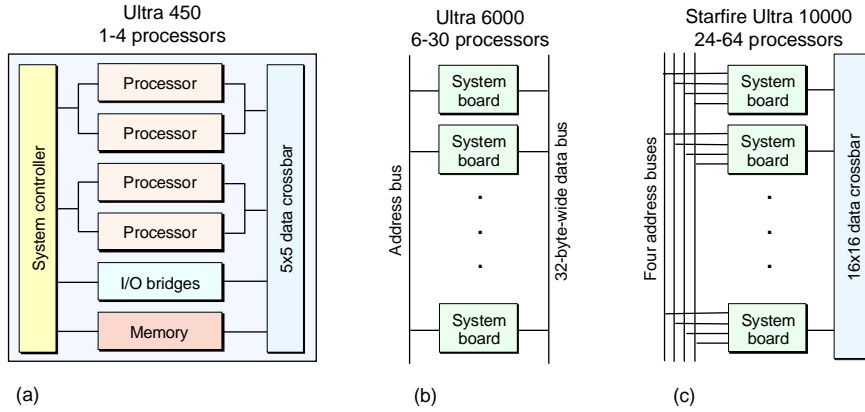 Ultra 450
1-4 processors
System controller
Processor
Processor
Processor
Processor
I/O bridges
Memory
5x5 data crossbar
(a)
Ultra 6000
6-30 processors
Address bus
System
board
System
board
System
board
32-byte-wide data bus
(b)
Starfire Ultra 10000
24-64 processors
Four address buses
System
board
System
board
System
board
16x16 data crossbar
(c)